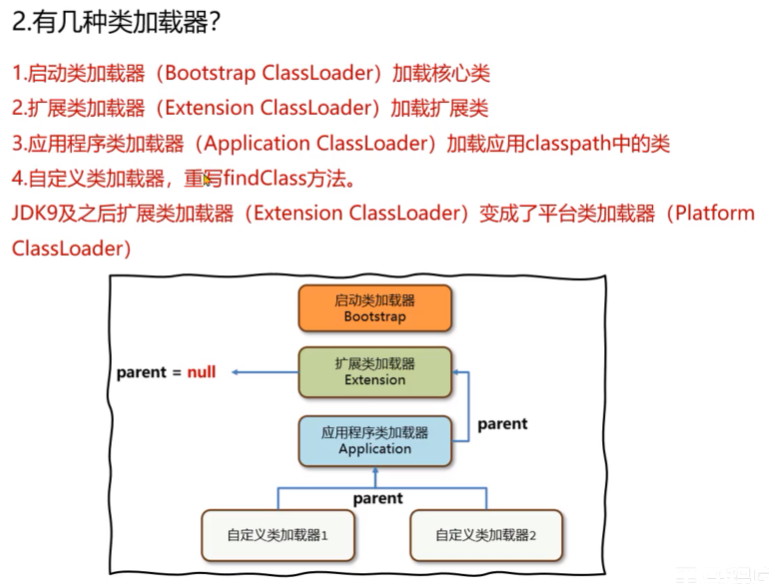 2.有几种类加载器？
1.启动类加载器（Bootstrap ClassLoader）加载核心类
2.扩展类加载器（Extension ClassLoader）加载扩展类
3.应用程序类加载器（Application ClassLoader）加载应用classpath中的类
4.自定义类加载器，重写findClass方法。
JDK9及之后扩展类加载器（Extension ClassLoader）变成了平台类加载器（Platform
ClassLoader）
启动类加载器
Bootstrap
parent = null
扩展类加载器
Extension
parent
应用程序类加载器
Application
parent
自定义类加载器1
自定义类加载器2